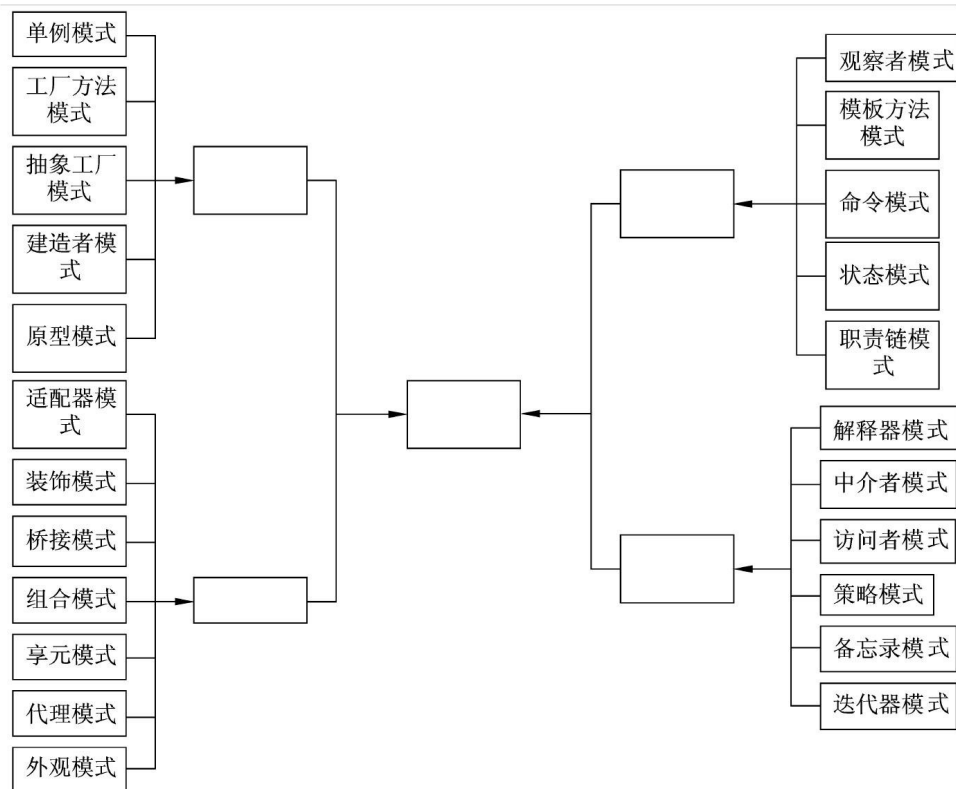 单例模式
工厂方法
模式
抽象工厂
模式
建造者模
式
原型模式
适配器模
式
装饰模式
桥接模式
组合模式
享元模式
代理模式
外观模式
观察者模式
模板方法
模式
命令模式
状态模式
职责链模
式
解释器模式
中介者模式
访问者模式
策略模式
备忘录模式
迭代器模式